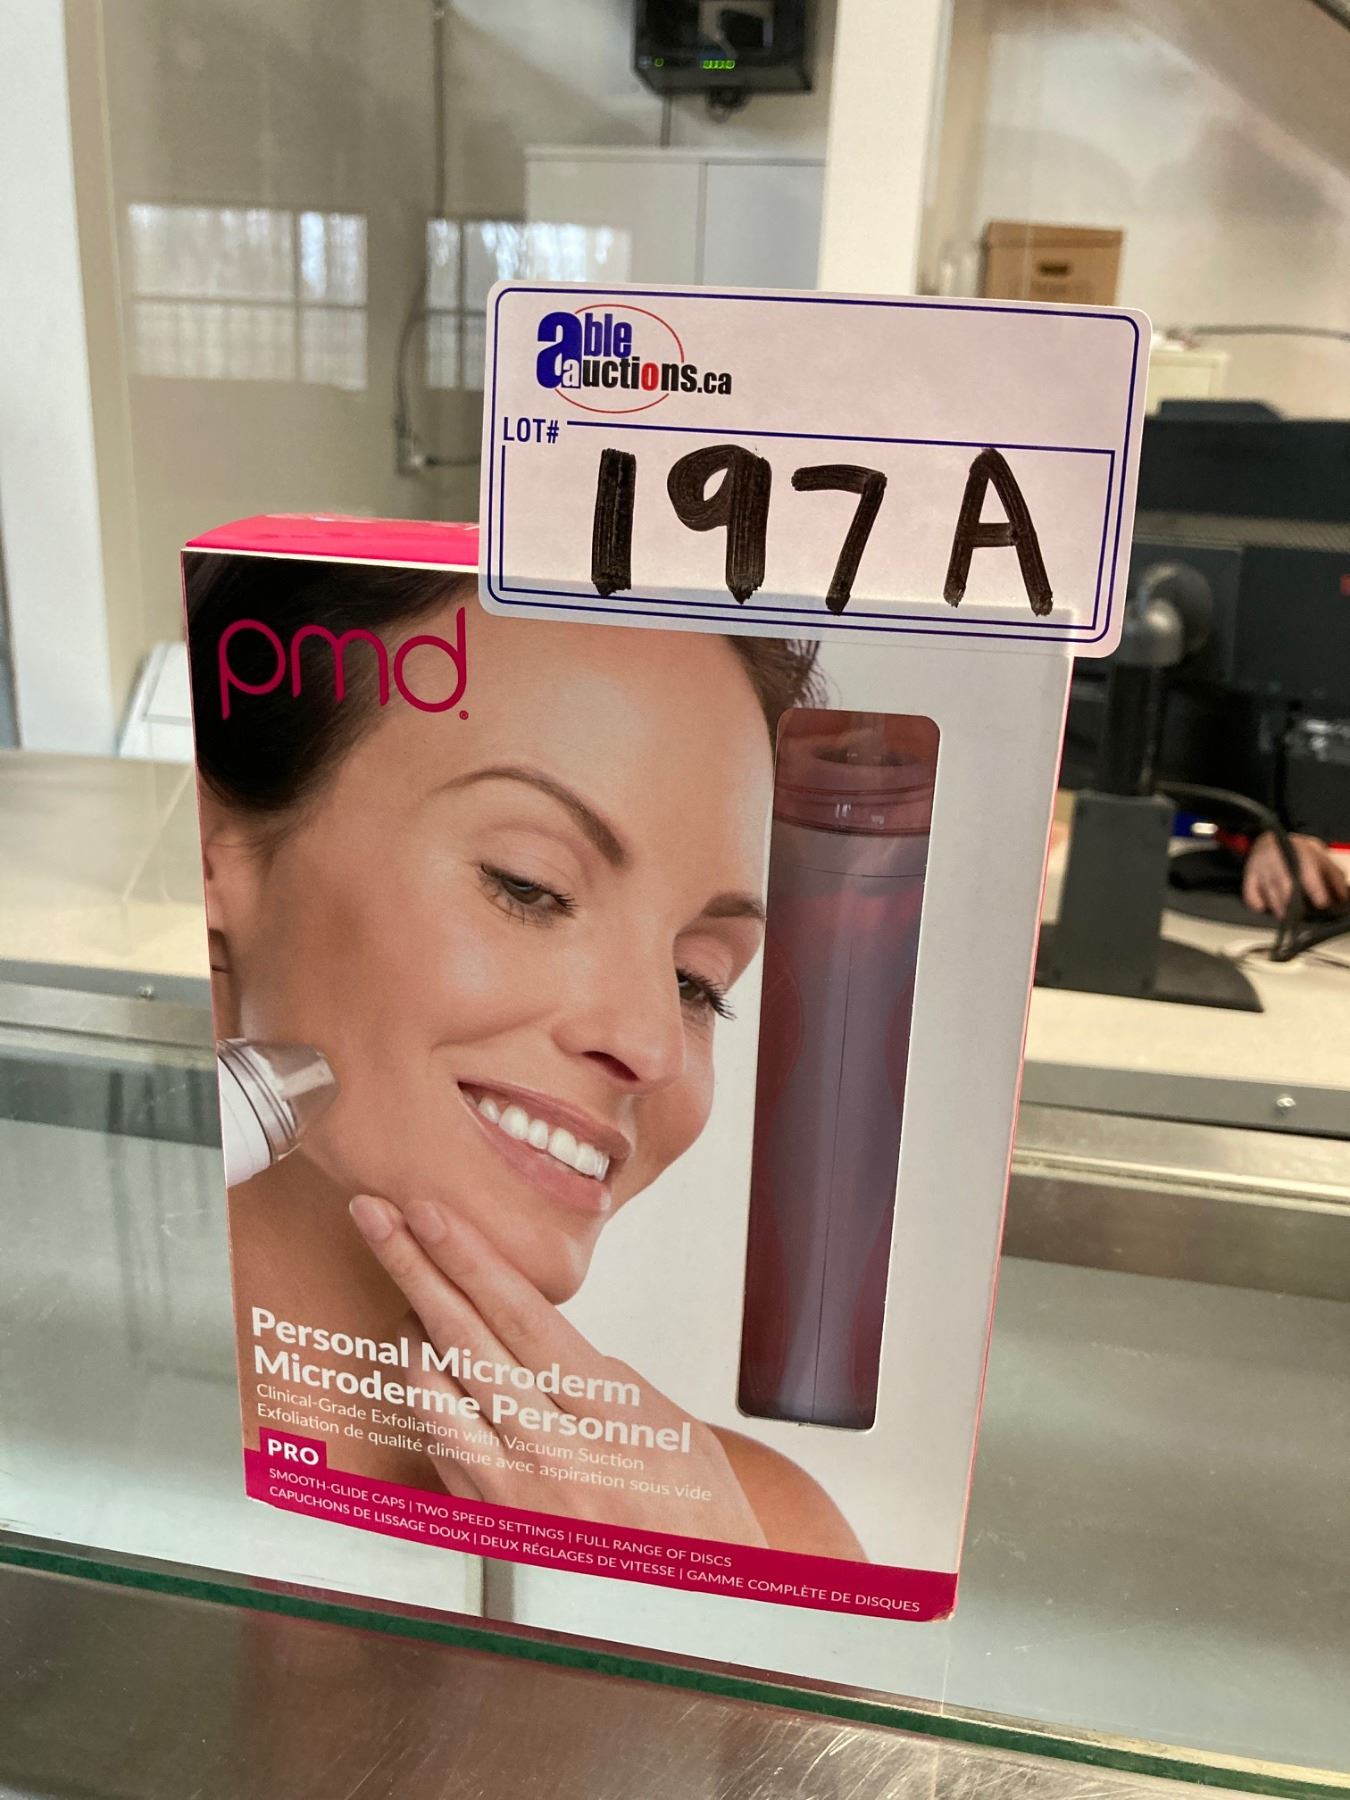 able
auctions.ca
LOT#
197A
pmd®
Personal Microderm
Microderme Personnel
Clinical-Grade Exfoliation with Vacuum Suction
Exfoliation de qualité clinique avec aspiration sous vide
PRO
SMOOTH-GLIDE CAPS | TWO SPEED SETTINGS | FULL RANGE OF DISCS
CAPUCHONS DE LISSAGE DOUX | DEUX RÉGLAGES DE VITESSE | GAMME COMPLÈTE DE DISQUES